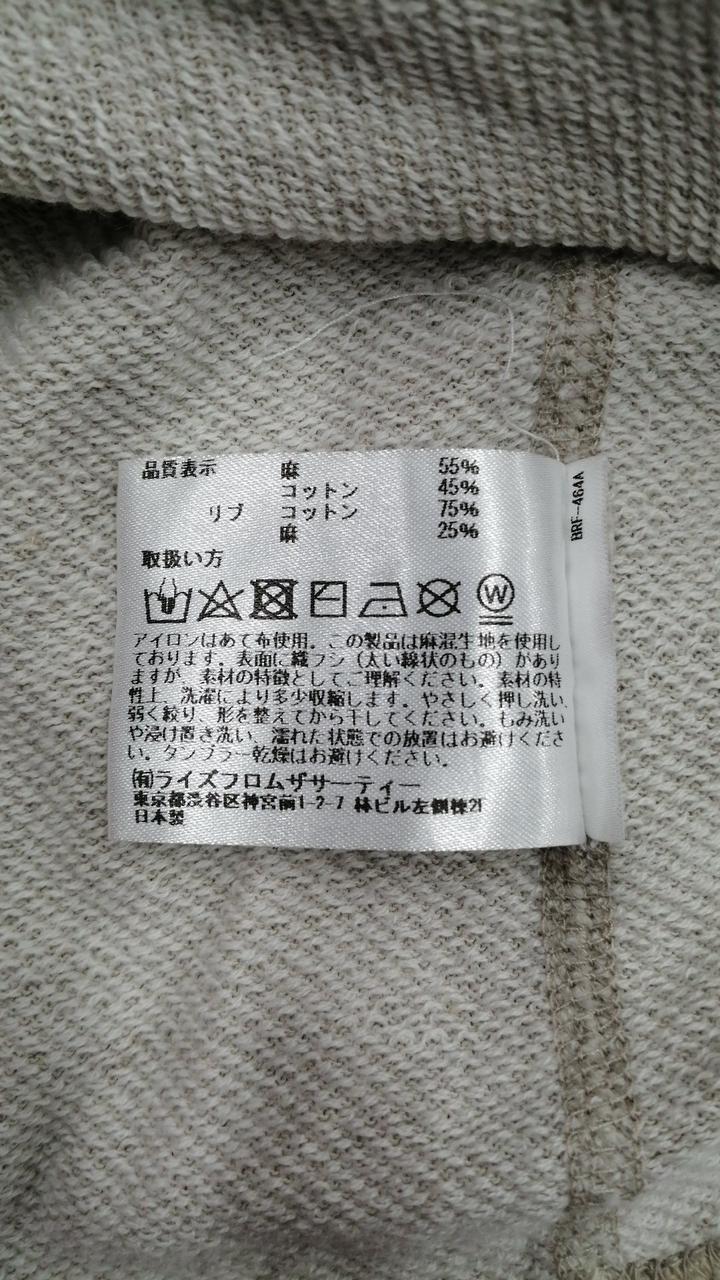 品質表示 麻 55%
コットン 45%
リブ コットン 75%
麻 25%
取扱い方
W
アイロンはあて布使用。この製品は麻混生地を使用し
ております。表面に織フシ（太い線状のもの）があり
ますが、素材の特徴としてご理解ください。素材の特
性上、洗濯により多少収縮します。やさしく押し洗い、
弱く絞り、形を整えてから干してください。もみ洗い
や浸け置き洗い、濡れた状態での放置はお避けくださ
い。タンブラー乾燥はお避けください。
(有)ライズフロムザサーティー
東京都渋谷区神宮前1-2-7 林ビル左側棟2F
日本製
BRF-464A